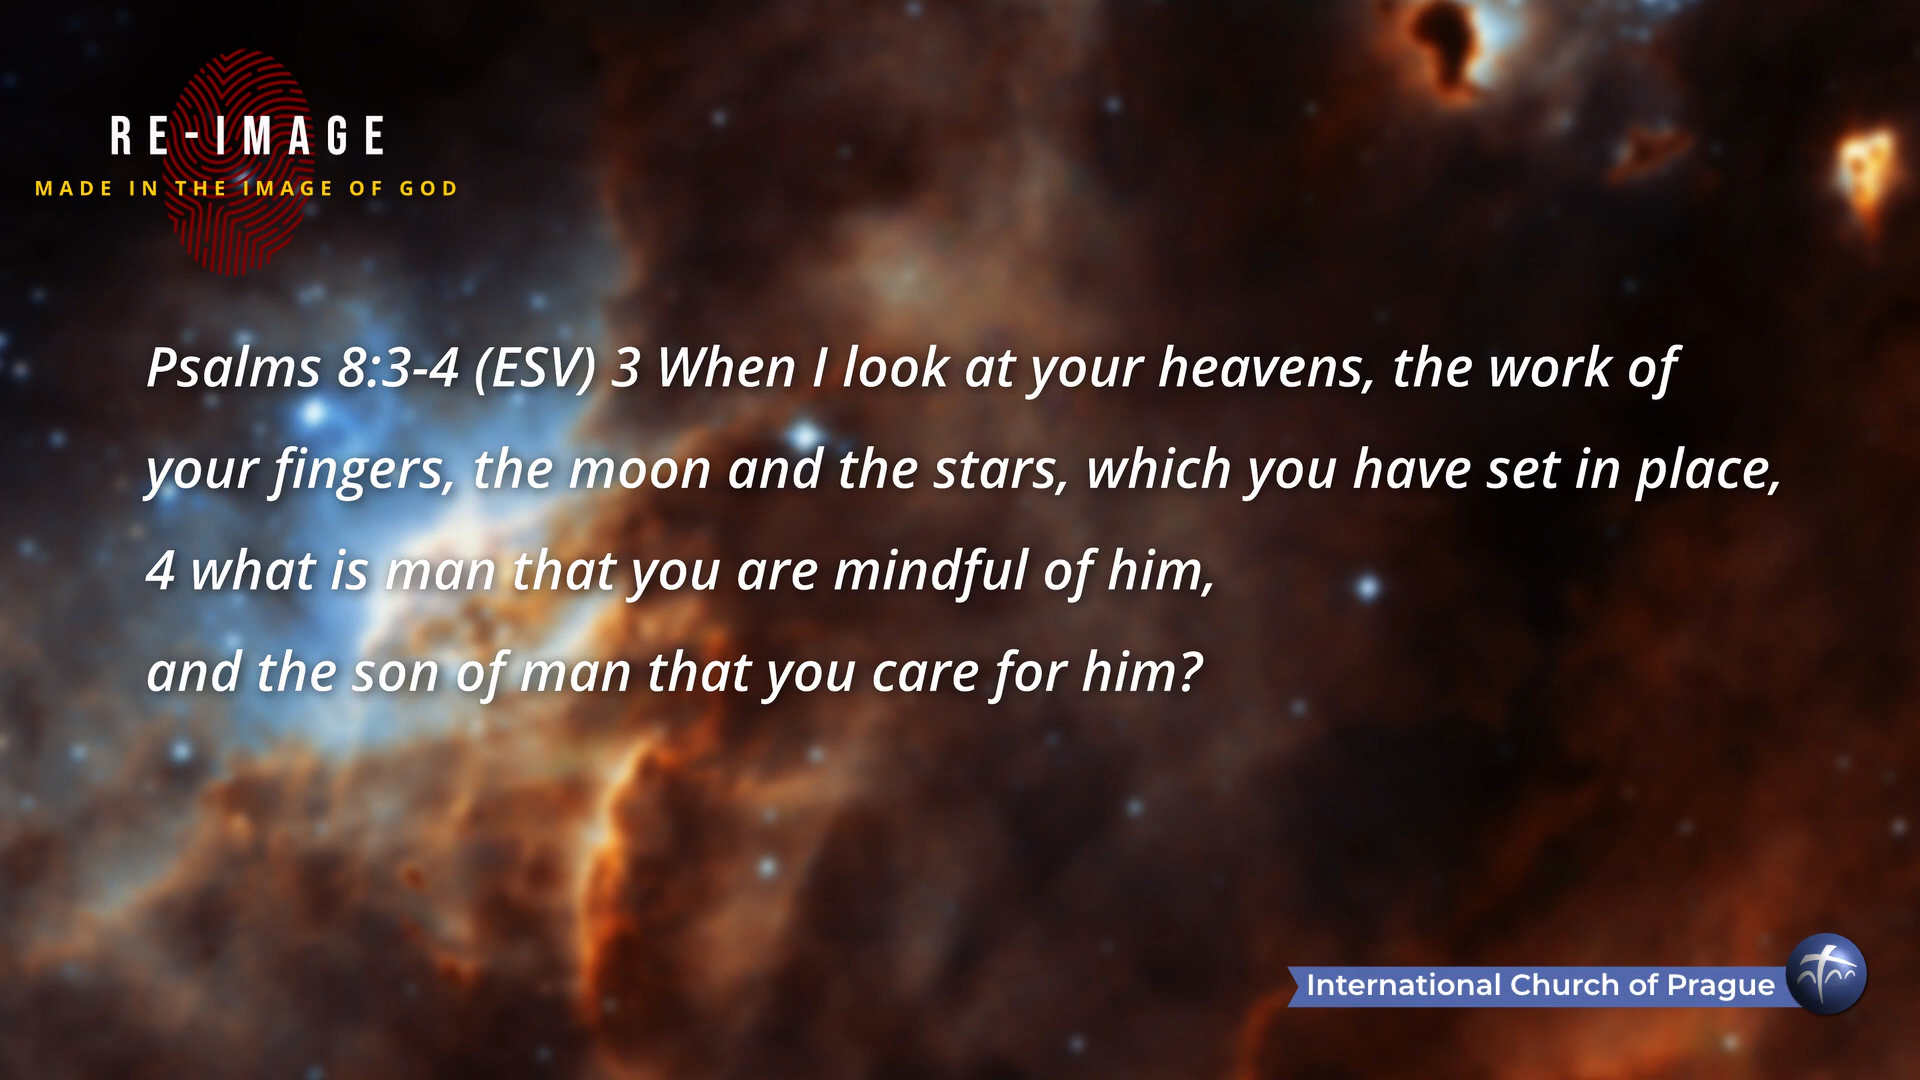 RE-IMAGE
MADE IN THE IMAGE OF GOD
Psalms 8:3-4 (ESV) 3 When I look at your heavens, the work of
your fingers, the moon and the stars, which you have set in place,
4 what is man that you are mindful of him,
and the son of man that you care for him?
International Church of Prague